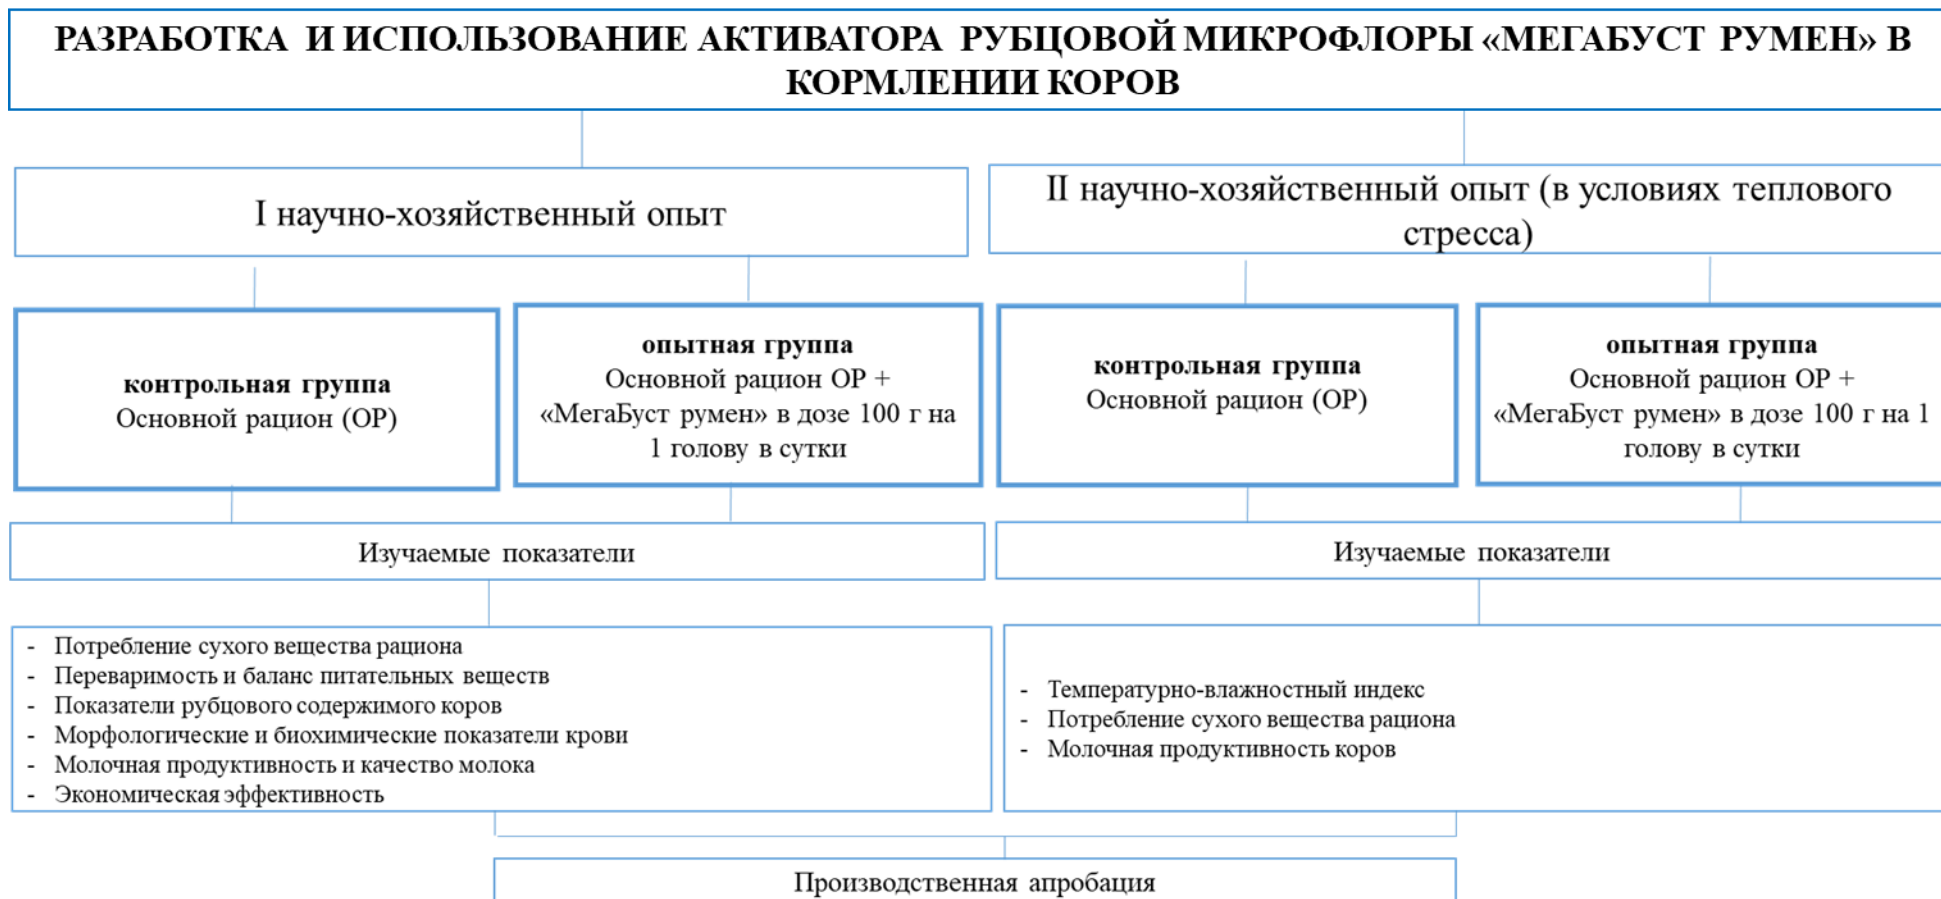 РАЗРАБОТКА И ИСПОЛЬЗОВАНИЕ АКТИВАТОРА РУБЦОВОЙ МИКРОФЛОРЫ «МЕГАБУСТ РУМЕН» В
КОРМЛЕНИИ КОРОВ
I научно-хозяйственный опыт
II научно-хозяйственный опыт (в условиях теплового
стресса)
контрольная группа
Основной рацион (ОР)
опытная группа
Основной рацион ОР +
«МегаБуст румен» в дозе 100 г на
1 голову в сутки
контрольная группа
Основной рацион (ОР)
опытная группа
Основной рацион ОР +
«МегаБуст румен» в дозе 100 г на 1
голову в сутки
Изучаемые показатели
Изучаемые показатели
- Потребление сухого вещества рациона
- Переваримость и баланс питательных веществ
- Показатели рубцового содержимого коров
- Морфологические и биохимические показатели крови
- Молочная продуктивность и качество молока
- Экономическая эффективность
- Температурно-влажностный индекс
- Потребление сухого вещества рациона
- Молочная продуктивность коров
Производственная апробация